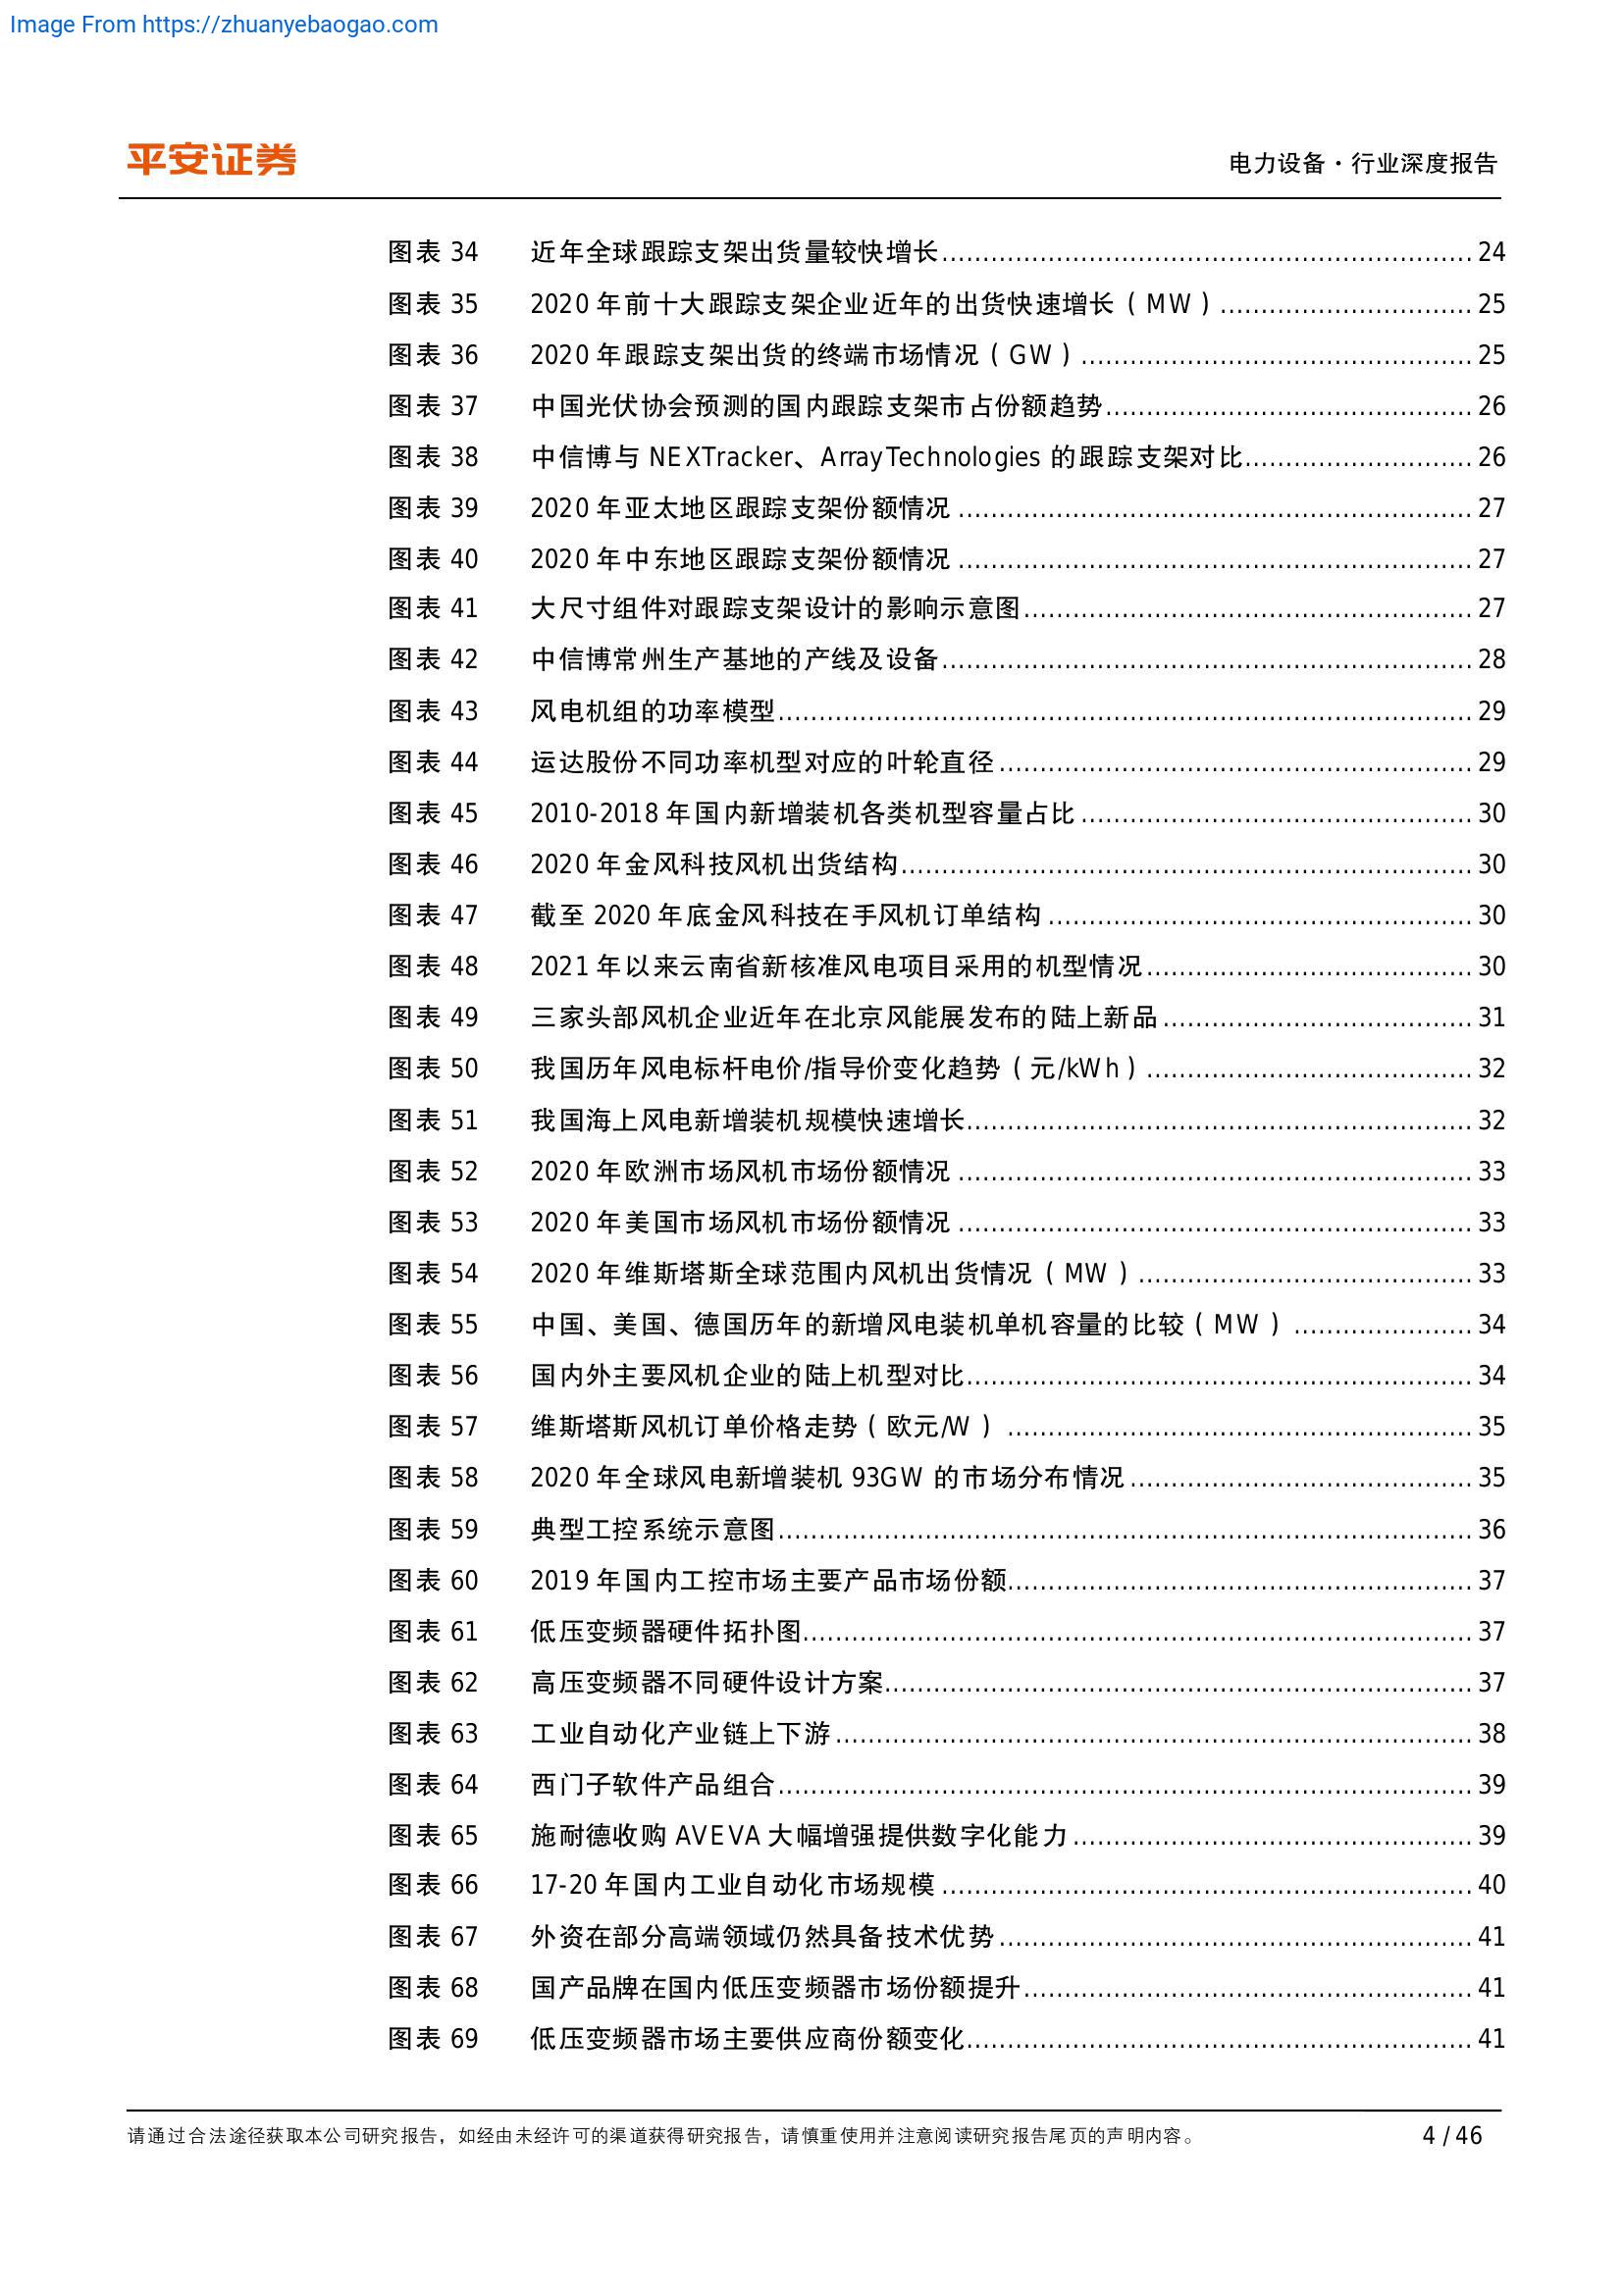 Image From https://zhuanyebaogao.com
平安证券
电力设备·行业深度报告
图表 34 近年全球跟踪支架出货量较快增长 24
图表 35 2020 年前十大跟踪支架企业近年的出货快速增长（MW） 25
图表 36 2020 年跟踪支架出货的终端市场情况（GW） 25
图表 37 中国光伏协会预测的国内跟踪支架市占份额趋势 26
图表 38 中信博与 NEXTracker、ArrayTechnologies 的跟踪支架对比 26
图表 39 2020 年亚太地区跟踪支架份额情况 27
图表 40 2020 年中东地区跟踪支架份额情况 27
图表 41 大尺寸组件对跟踪支架设计的影响示意图 27
图表 42 中信博常州生产基地的产线及设备 28
图表 43 风电机组的功率模型 29
图表 44 运达股份不同功率机型对应的叶轮直径 29
图表 45 2010-2018 年国内新增装机各类机型容量占比 30
图表 46 2020 年金风科技风机出货结构 30
图表 47 截至 2020 年底金风科技在手风机订单结构 30
图表 48 2021 年以来云南省新核准风电项目采用的机型情况 30
图表 49 三家头部风机企业近年在北京风能展发布的陆上新品 31
图表 50 我国历年风电标杆电价/指导价变化趋势（元/kWh） 32
图表 51 我国海上风电新增装机规模快速增长 32
图表 52 2020 年欧洲市场风机市场份额情况 33
图表 53 2020 年美国市场风机市场份额情况 33
图表 54 2020 年维斯塔斯全球范围内风机出货情况（MW） 33
图表 55 中国、美国、德国历年的新增风电装机单机容量的比较（MW） 34
图表 56 国内外主要风机企业的陆上机型对比 34
图表 57 维斯塔斯风机订单价格走势（欧元/W） 35
图表 58 2020 年全球风电新增装机 93GW 的市场分布情况 35
图表 59 典型工控系统示意图 36
图表 60 2019 年国内工控市场主要产品市场份额 37
图表 61 低压变频器硬件拓扑图 37
图表 62 高压变频器不同硬件设计方案 37
图表 63 工业自动化产业链上下游 38
图表 64 西门子软件产品组合 39
图表 65 施耐德收购 AVEVA 大幅增强提供数字化能力 39
图表 66 17-20 年国内工业自动化市场规模 40
图表 67 外资在部分高端领域仍然具备技术优势 41
图表 68 国产品牌在国内低压变频器市场份额提升 41
图表 69 低压变频器市场主要供应商份额变化 41
请通过合法途径获取本公司研究报告，如经由未经许可的渠道获得研究报告，请慎重使用并注意阅读研究报告尾页的声明内容。
4 / 46